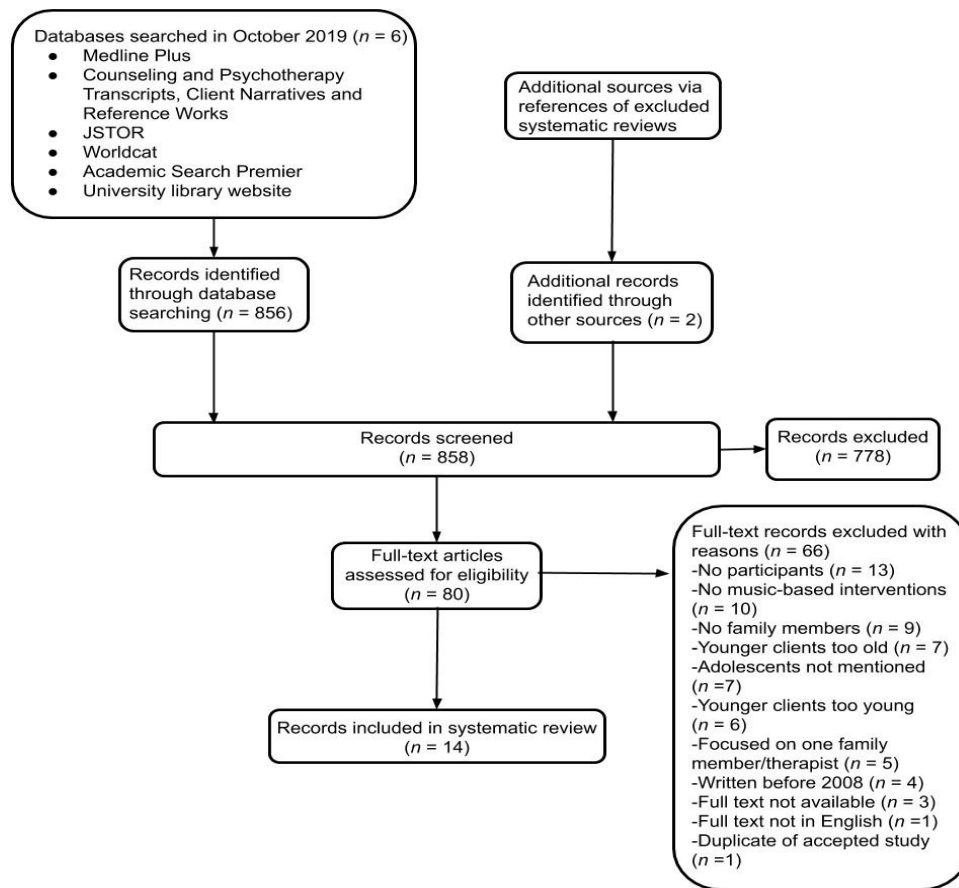 Databases searched in October 2019 (n = 6)
● Medline Plus
● Counseling and Psychotherapy
Transcripts, Client Narratives and
Reference Works
● JSTOR
● Worldcat
● Academic Search Premier
● University library website
Additional sources via
references of excluded
systematic reviews
Records identified
through database
searching (n = 856)
Additional records
identified through
other sources (n = 2)
Records screened
(n = 858)
Records excluded
(n = 778)
Full-text articles
assessed for eligibility
(n = 80)
Full-text records excluded with
reasons (n = 66)
-No participants (n = 13)
-No music-based interventions
(n = 10)
-No family members (n = 9)
-Younger clients too old (n = 7)
-Adolescents not mentioned
(n =7)
-Younger clients too young
(n = 6)
-Focused on one family
member/therapist (n = 5)
-Written before 2008 (n = 4)
-Full text not available (n = 3)
-Full text not in English (n =1)
-Duplicate of accepted study
(n =1)
Records included in systematic review
(n = 14)